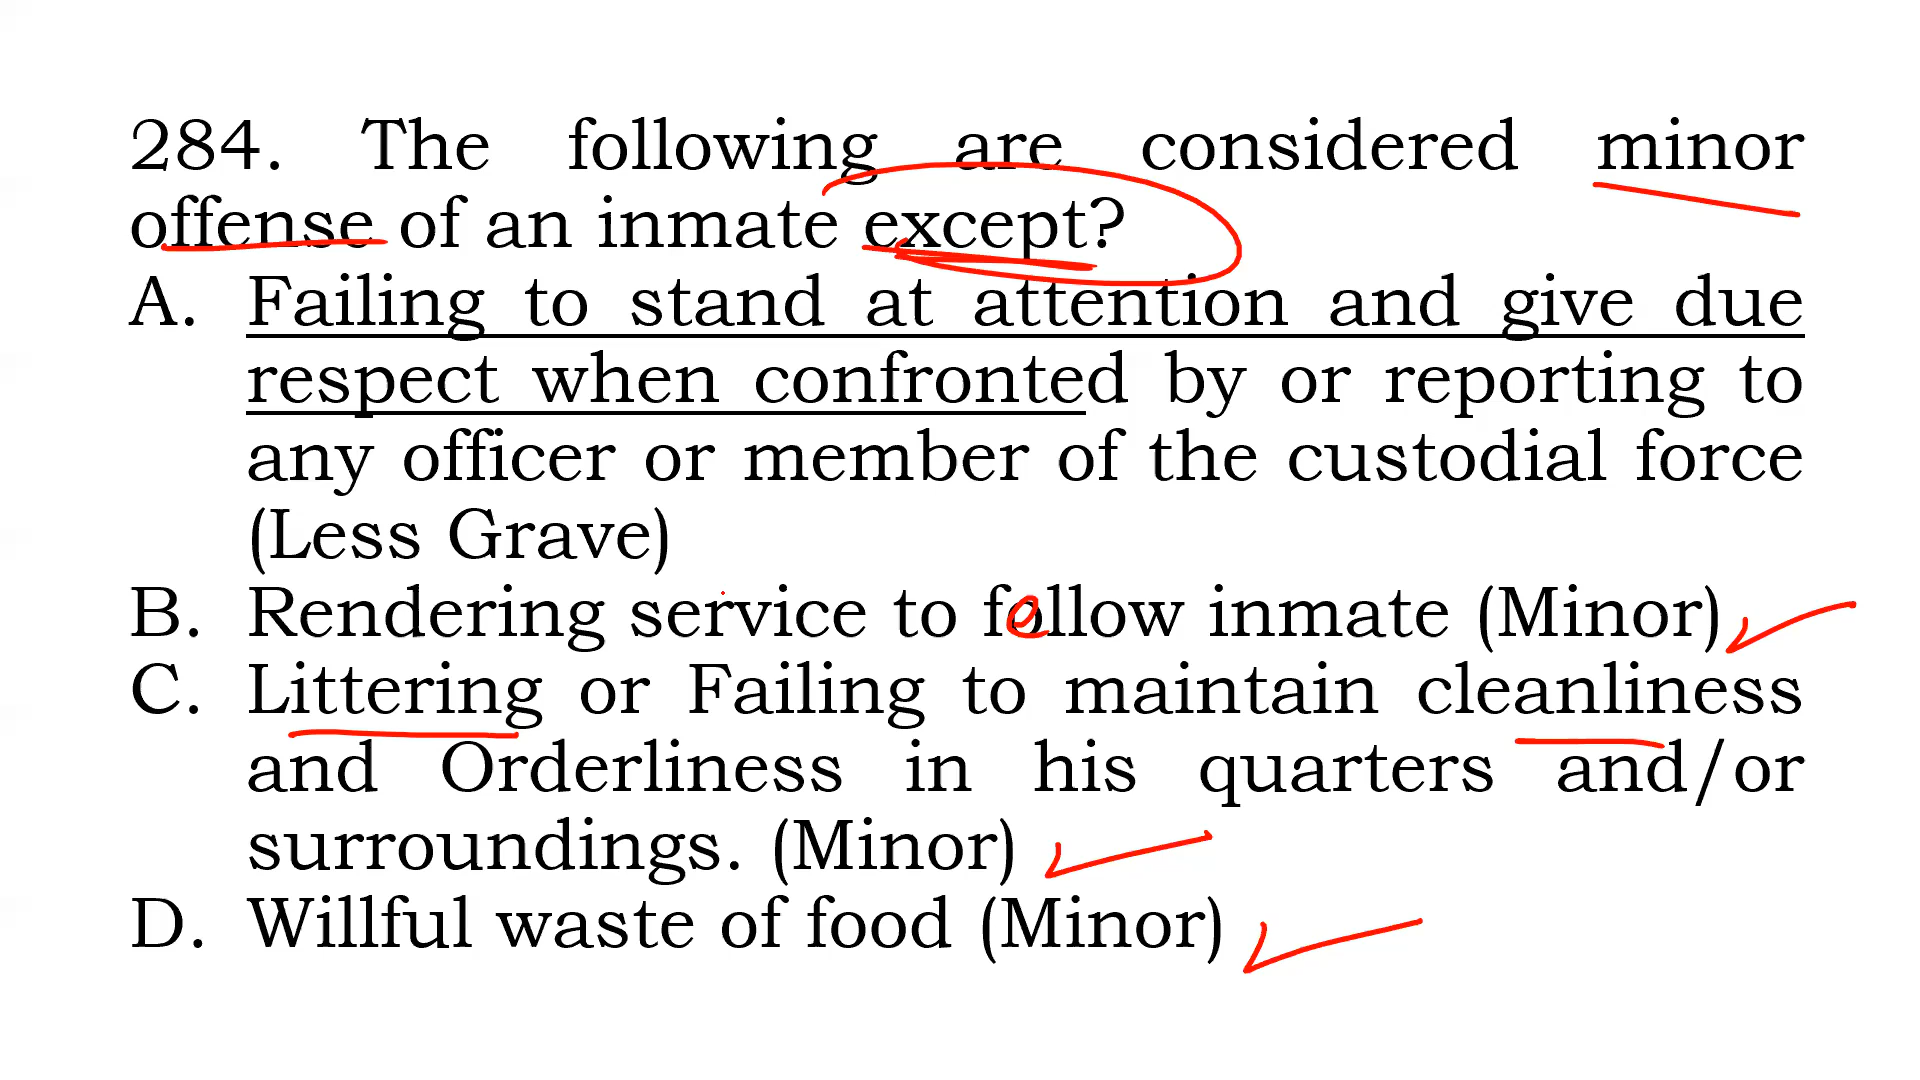 284. The following are considered minor
offense of an inmate except?
A. Failing to stand at attention and give due
respect when confronted by or reporting to
any officer or member of the custodial force
(Less Grave)
B. Rendering service to follow inmate (Minor)
C. Littering or Failing to maintain cleanliness
and Orderliness in his quarters and/or
surroundings. (Minor)
D. Willful waste of food (Minor)